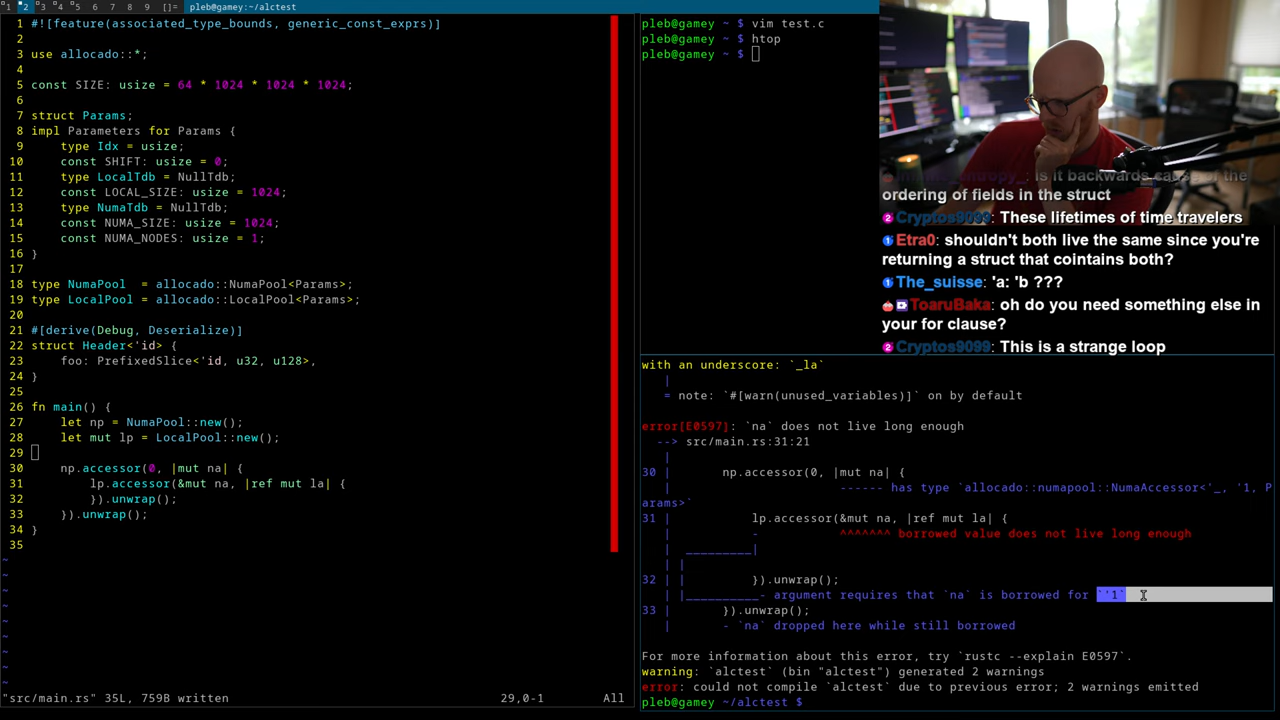 1 2 3 4 5 6 7 8 9 []= pleb@gamey:~/alctest
1 #![feature(associated_type_bounds, generic_const_exprs)]
2
3 use allocado::*;
4
5 const SIZE: usize = 64 * 1024 * 1024 * 1024;
6
7 struct Params;
8 impl Parameters for Params {
9 type Idx = usize;
10 const SHIFT: usize = 0;
11 type LocalTdb = NullTdb;
12 const LOCAL_SIZE: usize = 1024;
13 type NumaTdb = NullTdb;
14 const NUMA_SIZE: usize = 1024;
15 const NUMA_NODES: usize = 1;
16 }
17
18 type NumaPool  = allocado::NumaPool<Params>;
19 type LocalPool = allocado::LocalPool<Params>;
20
21 #[derive(Debug, Deserialize)]
22 struct Header<'id> {
23 foo: PrefixedSlice<'id, u32, u128>,
24 }
25
26 fn main() {
27 let np = NumaPool::new();
28 let mut lp = LocalPool::new();
29
30 np.accessor(0, |mut na| {
31 lp.accessor(&mut na, |ref mut la| {
32 }).unwrap();
33 }).unwrap();
34 }
35
~
~
~
~
~
~
~
~
~
"src/main.rs" 35L, 759B written 29,0-1 All
pleb@gamey ~ $ vim test.c
pleb@gamey ~ $ htop
pleb@gamey ~ $
is it backwards cause of the
ordering of fields in the struct
Cryptos9099: These lifetimes of time travelers
Etra0: shouldn't both live the same since you're
returning a struct that cointains both?
The_suisse: 'a: 'b ???
ToaruBaka: oh do you need something else in
your for clause?
Cryptos9099: This is a strange loop
with an underscore: `_la`
|
= note: `#[warn(unused_variables)]` on by default
error[E0597]: `na` does not live long enough
--> src/main.rs:31:21
|
30 | np.accessor(0, |mut na| {
| ------ has type `allocado::numapool::NumaAccessor<'_, '1, P
arams>`
31 | lp.accessor(&mut na, |ref mut la| {
| - ^^^^^^^ borrowed value does not live long enough
| _________|
| |
32 | | }).unwrap();
| |__________- argument requires that `na` is borrowed for `'1`
33 | }).unwrap();
| - `na` dropped here while still borrowed
For more information about this error, try `rustc --explain E0597`.
warning: `alctest` (bin "alctest") generated 2 warnings
error: could not compile `alctest` due to previous error; 2 warnings emitted
pleb@gamey ~/alctest $